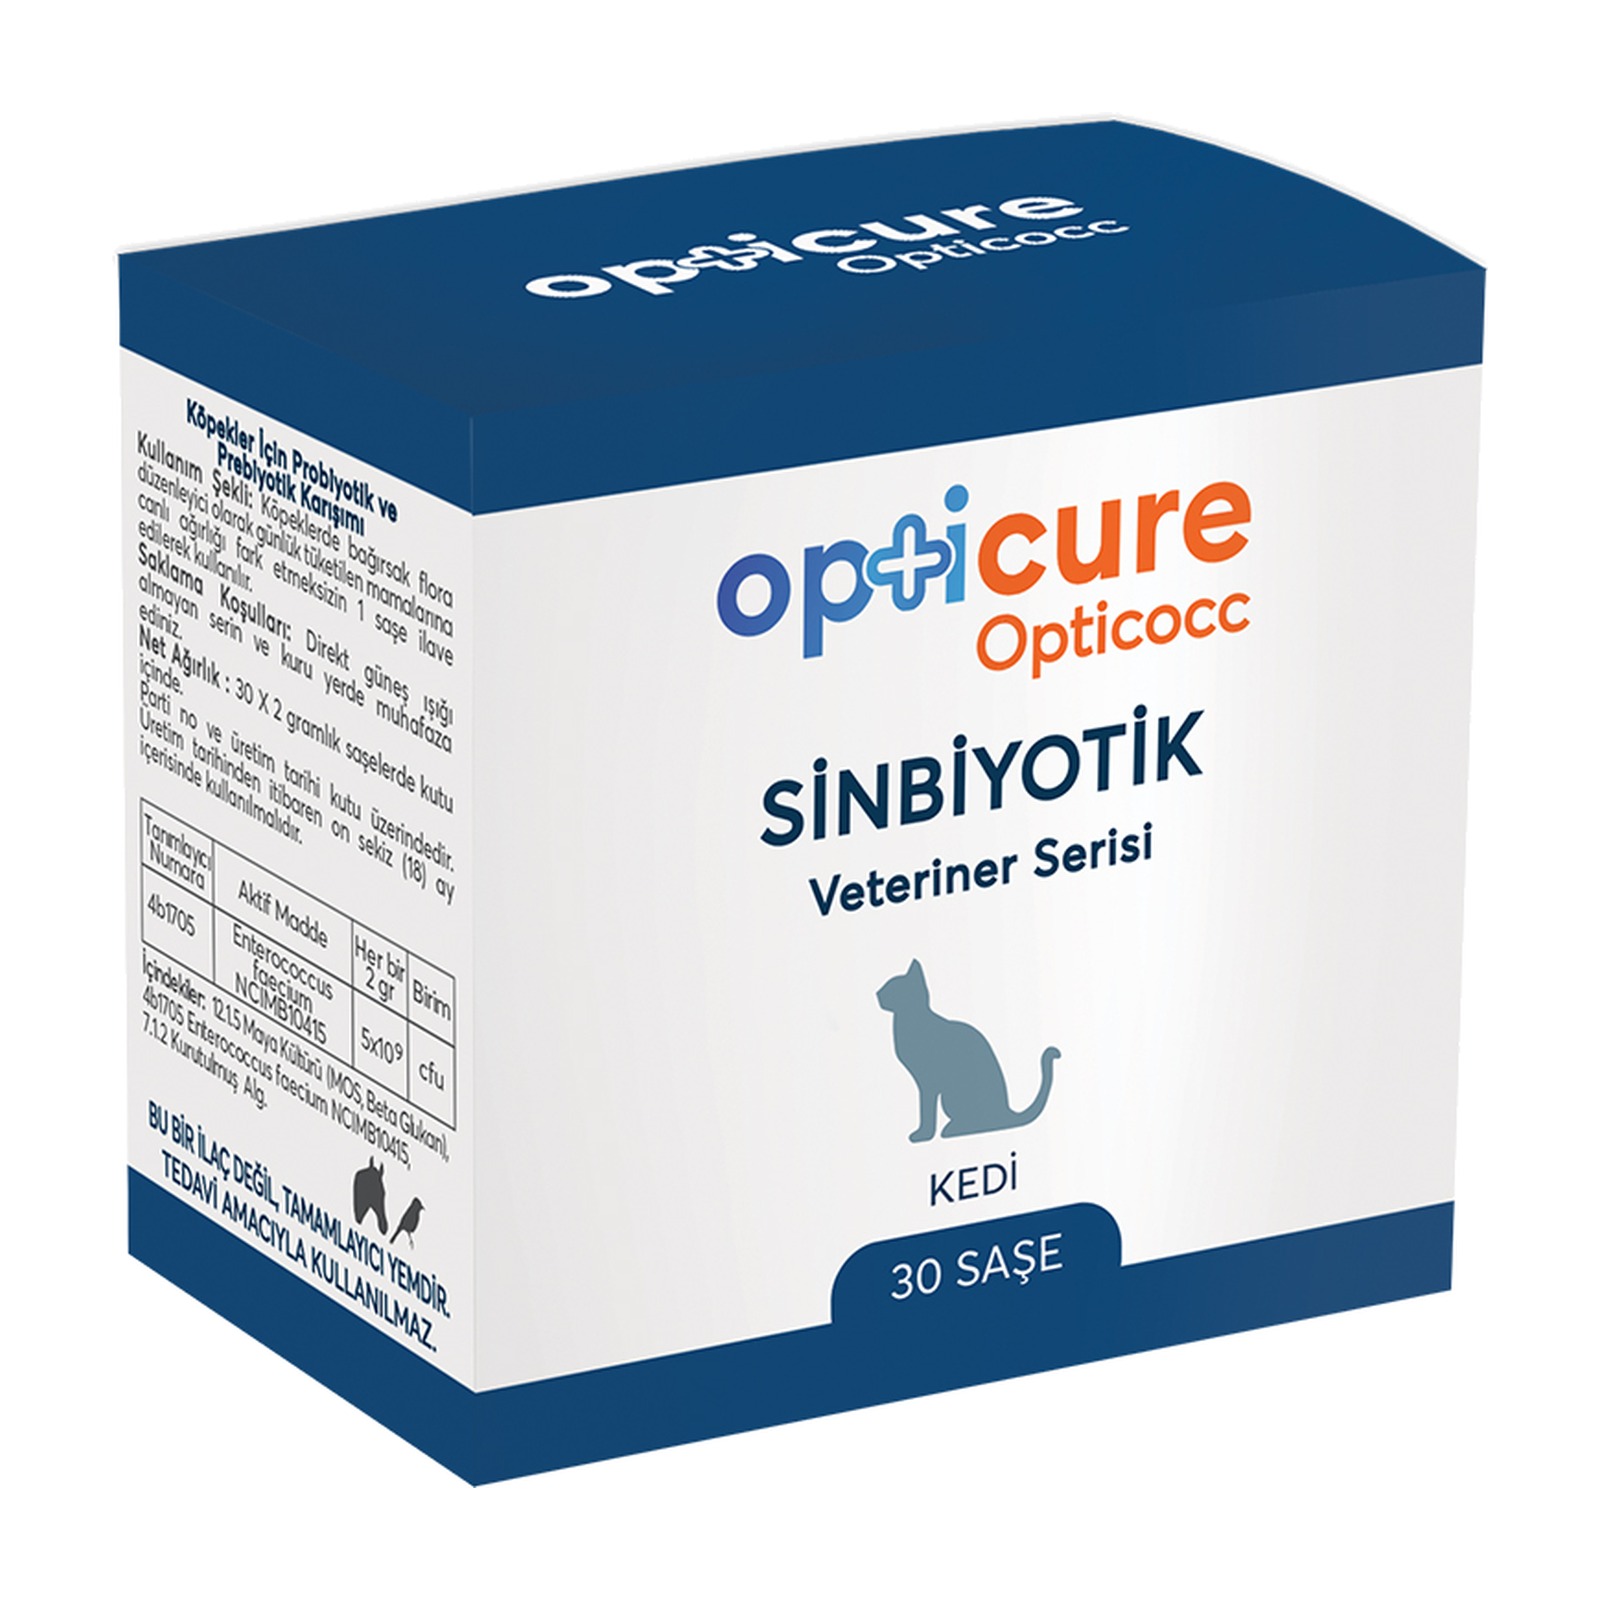 opticure
Opticocc
opticure
Opticocc
SİNBİYOTİK
Veteriner Serisi
KEDİ
30 SAŞE
Köpekler İçin Probiyotik ve
Prebiyotik Karışımı
Kullanım Şekli: Köpeklerde bağırsak flora
düzenleyici olarak günlük tüketilen mamalarına
canlı ağırlığı fark etmeksizin 1 saşe ilave
edilerek kullanılır.
Saklama Koşulları: Direkt güneş ışığı
almayan serin ve kuru yerde muhafaza
ediniz.
Net Ağırlık : 30 X 2 gramlık saşelerde kutu
içinde.
Parti no ve üretim tarihi kutu üzerindedir.
Üretim tarihinden itibaren on sekiz (18) ay
içerisinde kullanılmalıdır.
Tanımlayıcı
Numara
Aktif Madde
Her bir
2 gr
Birim
4b1705
Enterococcus
faecium
NCIMB10415
5x10⁹
cfu
İçindekiler: 12.1.5 Maya Kültürü (MOS, Beta Glukan),
4b1705 Enterococcus faecium NCIMB10415,
7.1.2 Kurutulmuş Alg.
BU BİR İLAÇ DEĞİL, TAMAMLAYICI YEMDİR.
TEDAVİ AMACIYLA KULLANILMAZ.